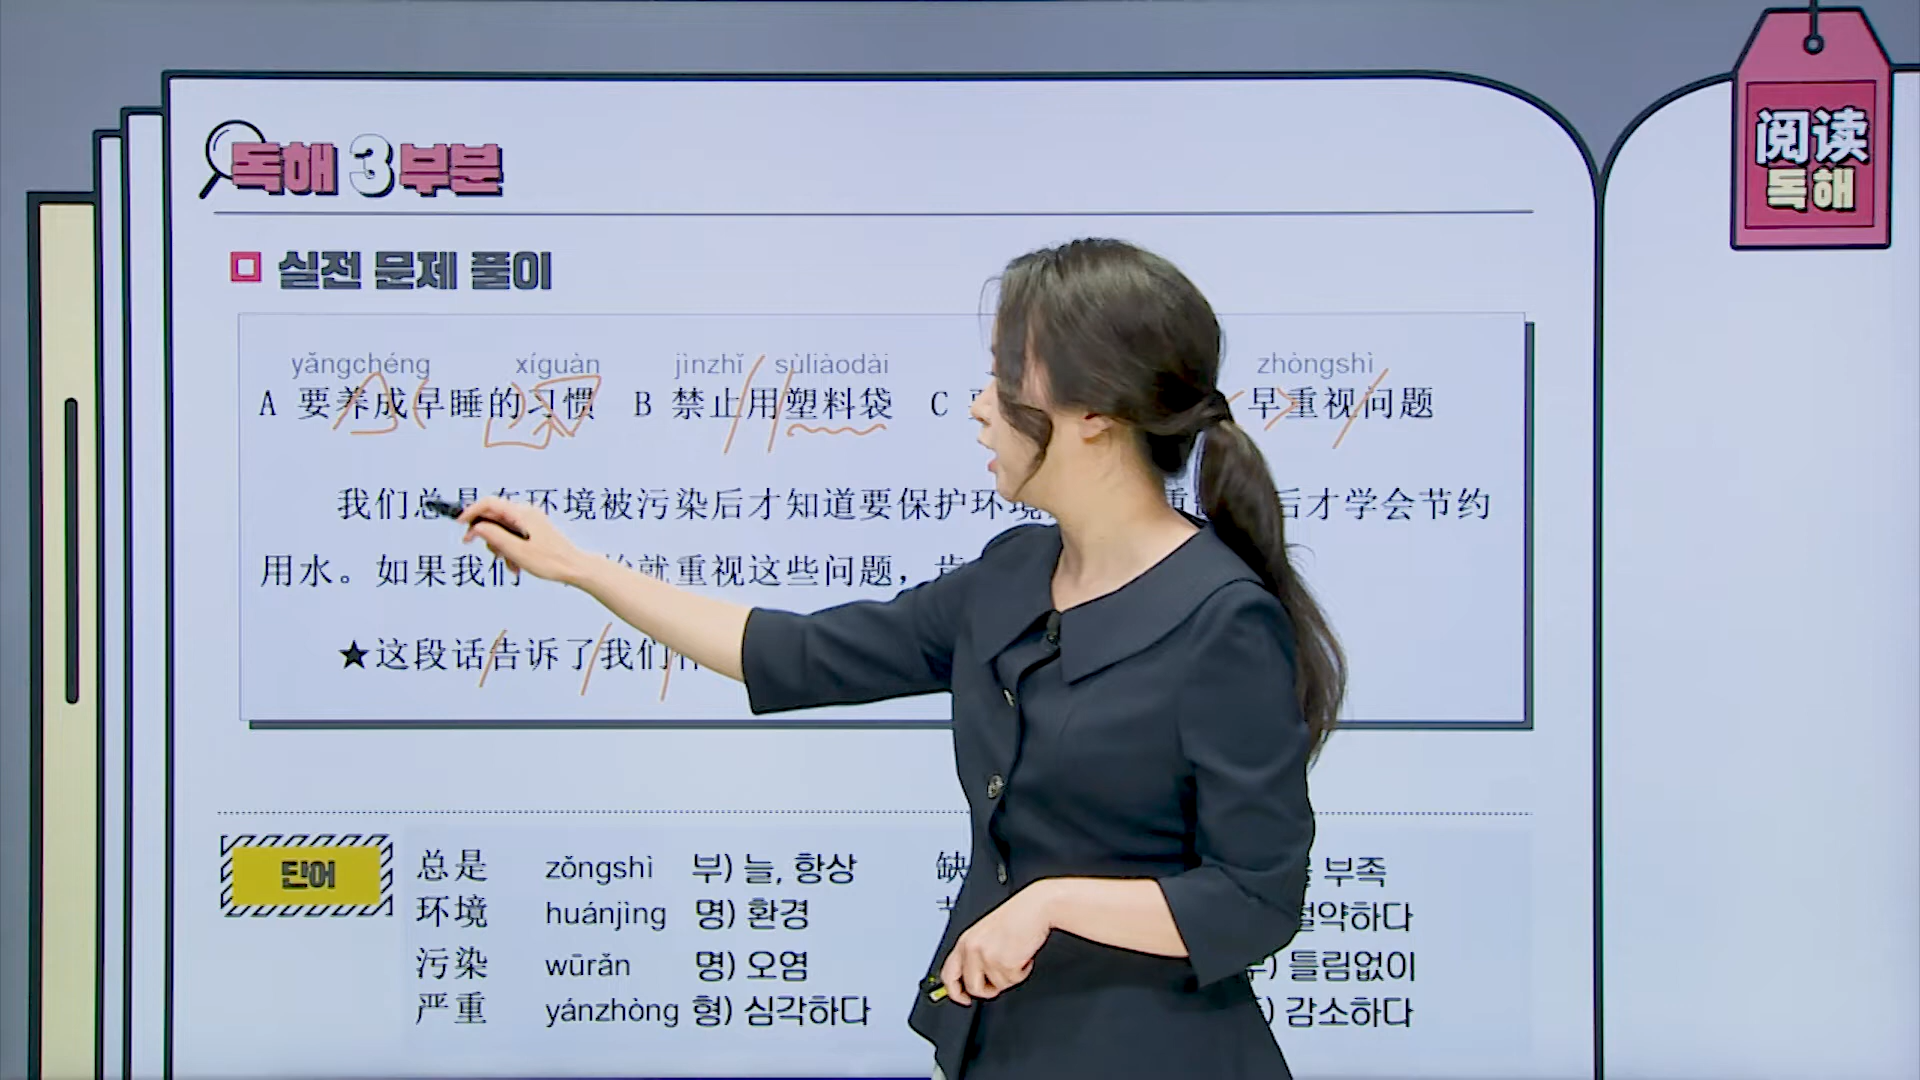 阅读
독해
독해 3 부분
실전 문제 풀이
yǎngchéng xíguàn jìnzhǐ sùliàodài zhòngshì
A 要养成早睡的习惯 B 禁止用塑料袋 C 早重视问题
我们总是在环境被污染后才知道要保护环境 后才学会节约
用水。如果我们 就重视这些问题，肯
★这段话告诉了我们
단어
总是 zǒngshì 부) 늘, 항상 缺 부족
环境 huánjìng 명) 환경 절약하다
污染 wūrǎn 명) 오염 부) 틀림없이
严重 yánzhòng 형) 심각하다 감소하다